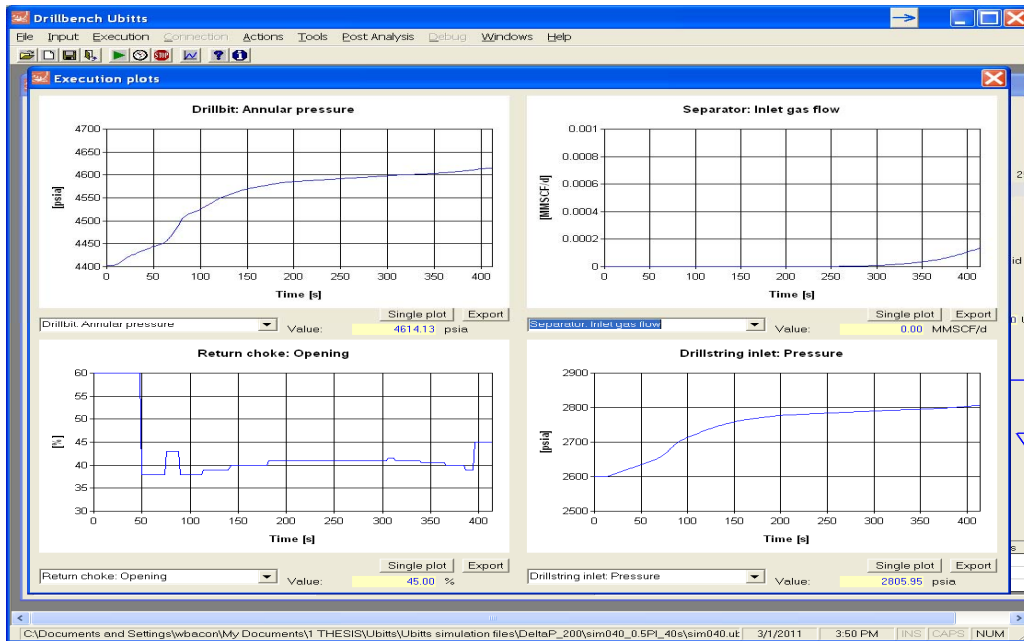 Drillbench Ubitts
File Input Execution Connection Actions Tools Post Analysis Debug Windows Help
Execution plots
Drillbit: Annular pressure
4700
4650
4600
4550
4500
4450
4400
[psia]
0 50 100 150 200 250 300 350 400
Time [s]
Single plot Export
Drillbit: Annular pressure Value: 4614.13 psia
Separator: Inlet gas flow
0.001
0.0008
0.0006
0.0004
0.0002
0
[MMSCF/d]
0 50 100 150 200 250 300 350 400
Time [s]
Single plot Export
Separator: Inlet gas flow Value: 0.00 MMSCF/d
Return choke: Opening
60
55
50
45
40
35
30
[%]
0 50 100 150 200 250 300 350 400
Time [s]
Single plot Export
Return choke: Opening Value: 45.00 %
Drillstring inlet: Pressure
2900
2800
2700
2600
2500
[psia]
0 50 100 150 200 250 300 350 400
Time [s]
Single plot Export
Drillstring inlet: Pressure Value: 2805.95 psia
C:\Documents and Settings\wbacon\My Documents\1 THESIS\Ubitts\Ubitts simulation files\DeltaP_200\sim040_0.5PI_40s\sim040.ub 3/1/2011 3:50 PM INS CAPS NUM